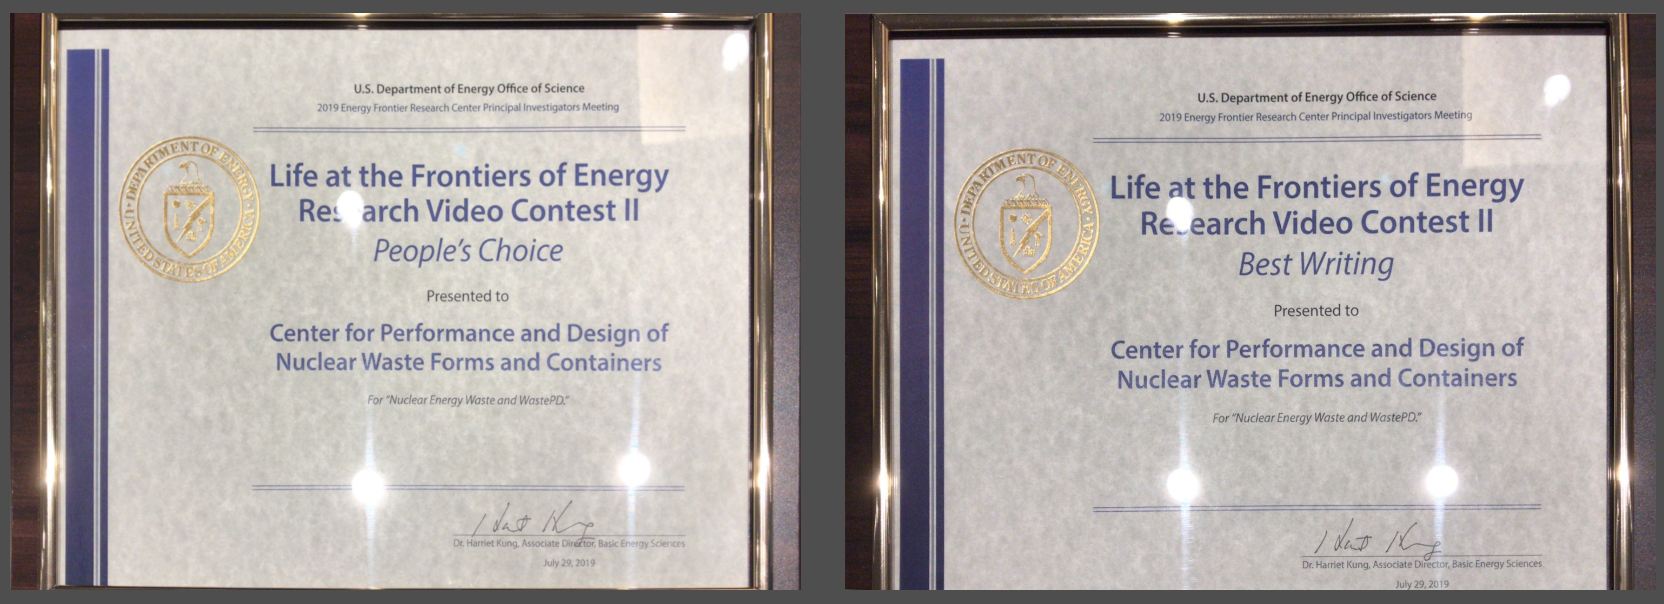 U.S. Department of Energy Office of Science
2019 Energy Frontier Research Center Principal Investigators Meeting
DEPARTMENT OF ENERGY
UNITED STATES OF AMERICA
Life at the Frontiers of Energy
Research Video Contest II
People's Choice
Presented to
Center for Performance and Design of
Nuclear Waste Forms and Containers
For "Nuclear Energy Waste and WastePD."
Dr. Harriet Kung, Associate Director, Basic Energy Sciences
July 29, 2019
U.S. Department of Energy Office of Science
2019 Energy Frontier Research Center Principal Investigators Meeting
DEPARTMENT OF ENERGY
UNITED STATES OF AMERICA
Life at the Frontiers of Energy
Research Video Contest II
Best Writing
Presented to
Center for Performance and Design of
Nuclear Waste Forms and Containers
For "Nuclear Energy Waste and WastePD."
Dr. Harriet Kung, Associate Director, Basic Energy Sciences
July 29, 2019